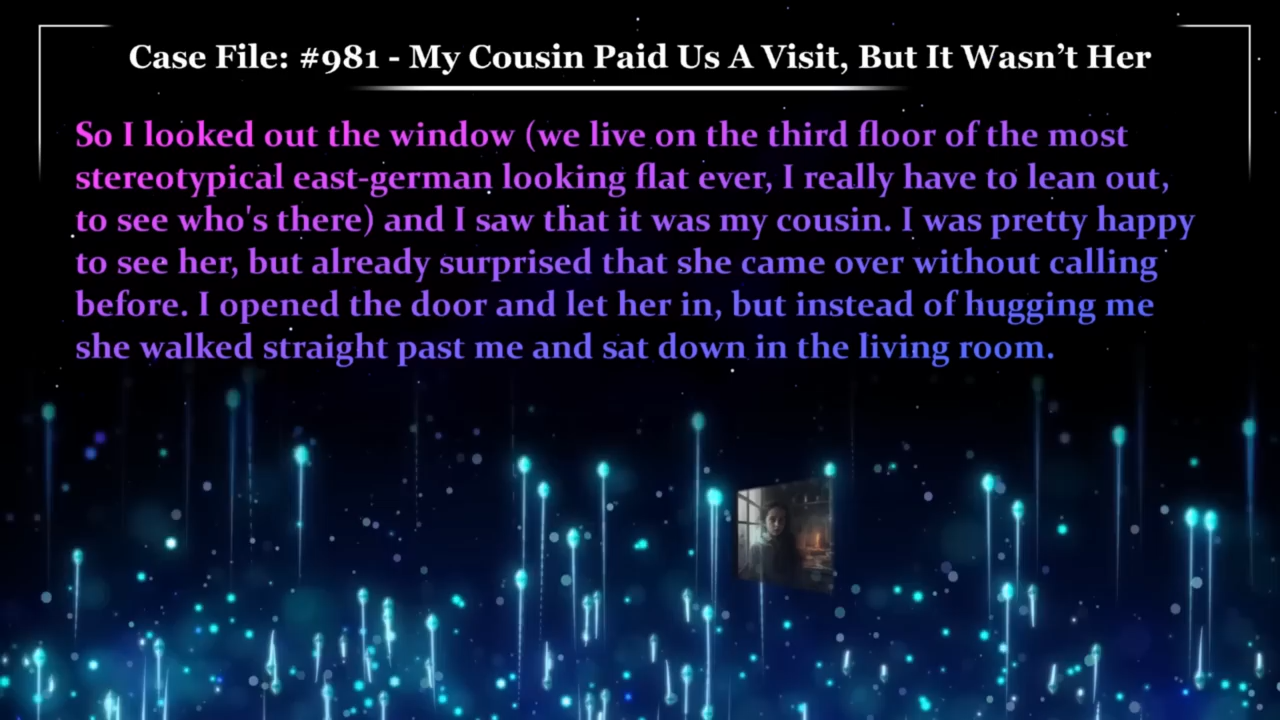 Case File: #981 - My Cousin Paid Us A Visit, But It Wasn’t Her
So I looked out the window (we live on the third floor of the most
stereotypical east-german looking flat ever, I really have to lean out,
to see who's there) and I saw that it was my cousin. I was pretty happy
to see her, but already surprised that she came over without calling
before. I opened the door and let her in, but instead of hugging me
she walked straight past me and sat down in the living room.